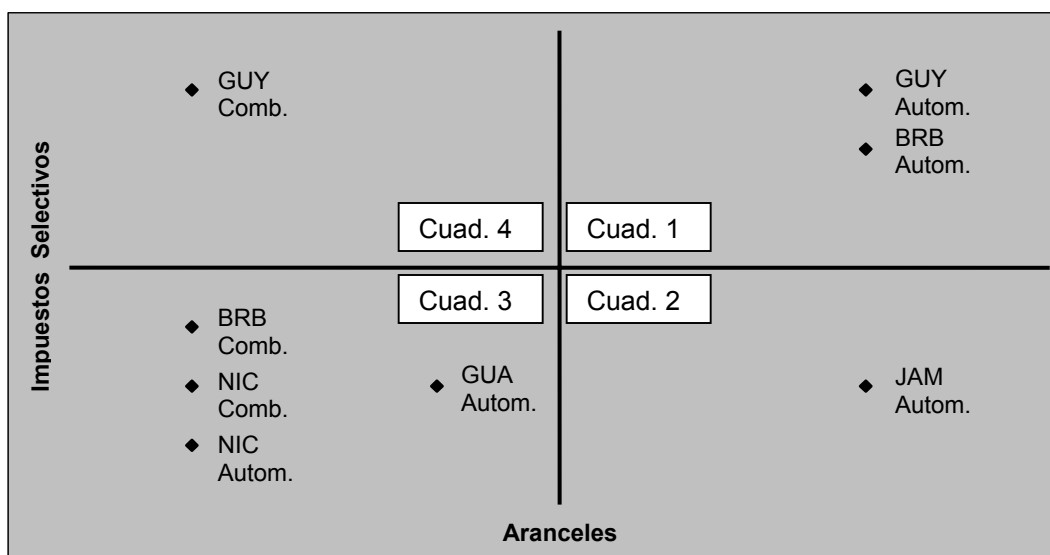 GUY
Comb.
GUY
Autom.
BRB
Autom.
Cuad. 4
Cuad. 1
Cuad. 3
Cuad. 2
BRB
Comb.
NIC
Comb.
NIC
Autom.
GUA
Autom.
JAM
Autom.
Impuestos Selectivos
Aranceles